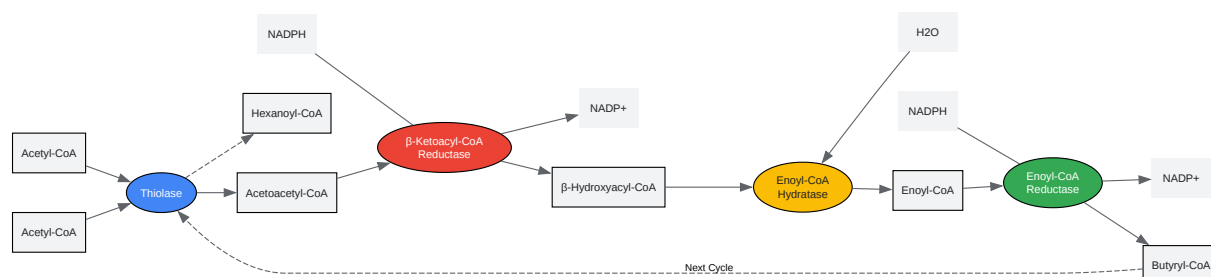 NADPH
H2O
Hexanoyl-CoA
NADP+
NADPH
Acetyl-CoA
β-Ketoacyl-CoA
Reductase
Thiolase
Acetoacetyl-CoA
β-Hydroxyacyl-CoA
Enoyl-CoA
Hydratase
Enoyl-CoA
Enoyl-CoA
Reductase
NADP+
Acetyl-CoA
Next Cycle
Butyryl-CoA